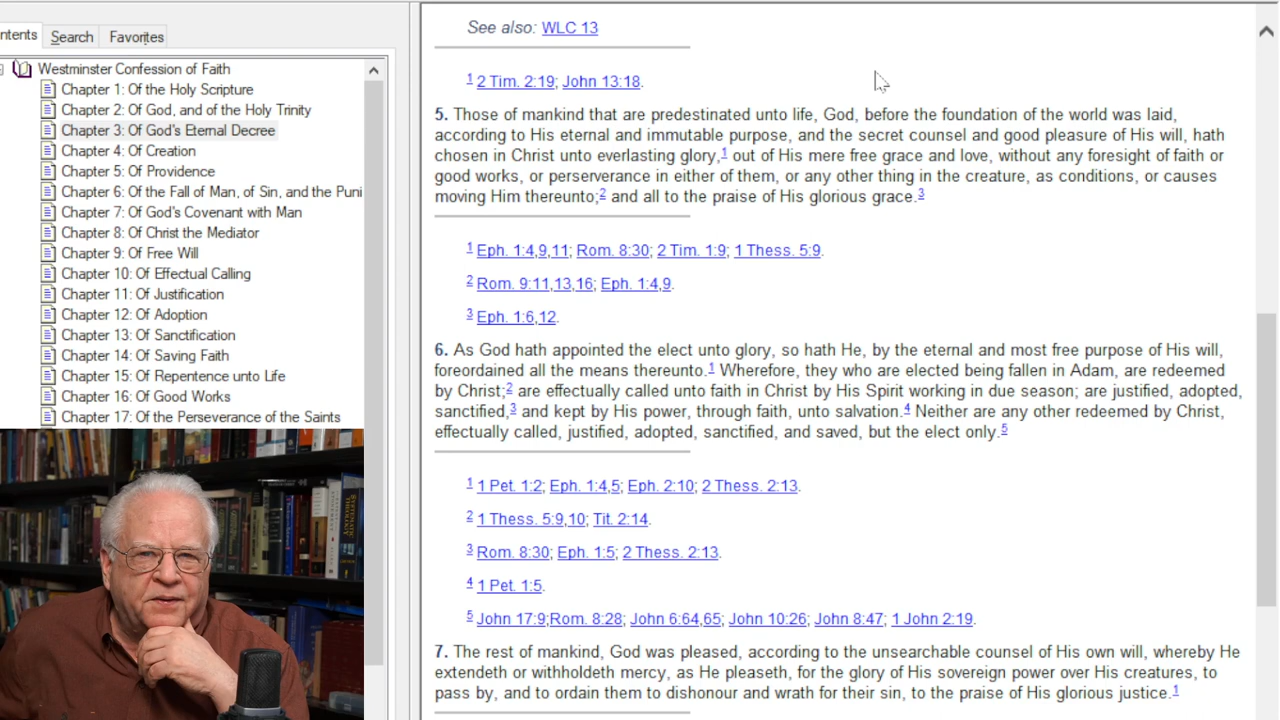 ntents
Search
Favorites
Westminster Confession of Faith
Chapter 1: Of the Holy Scripture
Chapter 2: Of God, and of the Holy Trinity
Chapter 3: Of God's Eternal Decree
Chapter 4: Of Creation
Chapter 5: Of Providence
Chapter 6: Of the Fall of Man, of Sin, and the Puni
Chapter 7: Of God's Covenant with Man
Chapter 8: Of Christ the Mediator
Chapter 9: Of Free Will
Chapter 10: Of Effectual Calling
Chapter 11: Of Justification
Chapter 12: Of Adoption
Chapter 13: Of Sanctification
Chapter 14: Of Saving Faith
Chapter 15: Of Repentence unto Life
Chapter 16: Of Good Works
Chapter 17: Of the Perseverance of the Saints
See also: WLC 13
1 2 Tim. 2:19; John 13:18.
5. Those of mankind that are predestinated unto life, God, before the foundation of the world was laid,
according to His eternal and immutable purpose, and the secret counsel and good pleasure of His will, hath
chosen in Christ unto everlasting glory,1 out of His mere free grace and love, without any foresight of faith or
good works, or perserverance in either of them, or any other thing in the creature, as conditions, or causes
moving Him thereunto;2 and all to the praise of His glorious grace.3
1 Eph. 1:4,9,11; Rom. 8:30; 2 Tim. 1:9; 1 Thess. 5:9.
2 Rom. 9:11,13,16; Eph. 1:4,9.
3 Eph. 1:6,12.
6. As God hath appointed the elect unto glory, so hath He, by the eternal and most free purpose of His will,
foreordained all the means thereunto.1 Wherefore, they who are elected being fallen in Adam, are redeemed
by Christ;2 are effectually called unto faith in Christ by His Spirit working in due season; are justified, adopted,
sanctified,3 and kept by His power, through faith, unto salvation.4 Neither are any other redeemed by Christ,
effectually called, justified, adopted, sanctified, and saved, but the elect only.5
1 1 Pet. 1:2; Eph. 1:4,5; Eph. 2:10; 2 Thess. 2:13.
2 1 Thess. 5:9,10; Tit. 2:14.
3 Rom. 8:30; Eph. 1:5; 2 Thess. 2:13.
4 1 Pet. 1:5.
5 John 17:9;Rom. 8:28; John 6:64,65; John 10:26; John 8:47; 1 John 2:19.
7. The rest of mankind, God was pleased, according to the unsearchable counsel of His own will, whereby He
extendeth or withholdeth mercy, as He pleaseth, for the glory of His sovereign power over His creatures, to
pass by, and to ordain them to dishonour and wrath for their sin, to the praise of His glorious justice.1